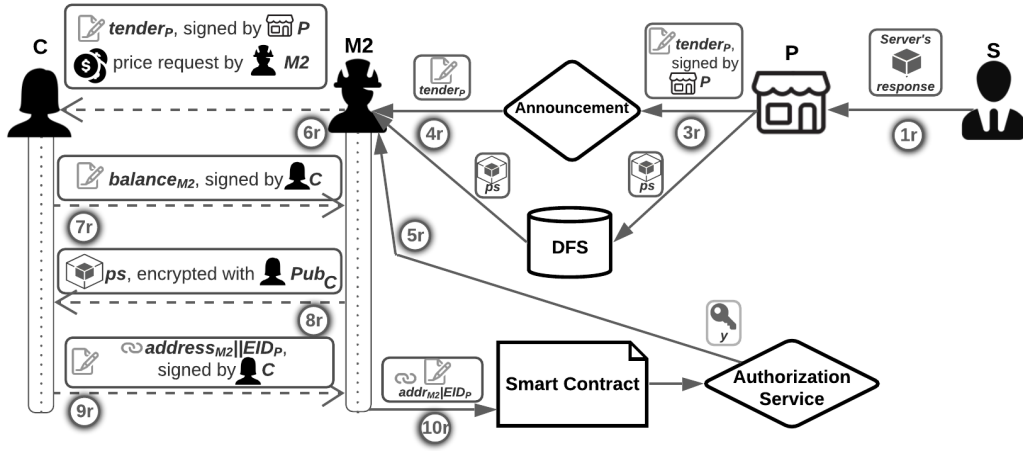 C
tender_P, signed by P
$ price request by M2
M2
tender_P
Announcement
tender_P,
signed by
P
P
Server's
response
S
6r
4r
3r
1r
balance_M2, signed by C
7r
ps
ps
5r
DFS
ps, encrypted with Pub_C
8r
y
address_M2||EID_P,
signed by C
9r
addr_M2|EID_P
10r
Smart Contract
Authorization
Service